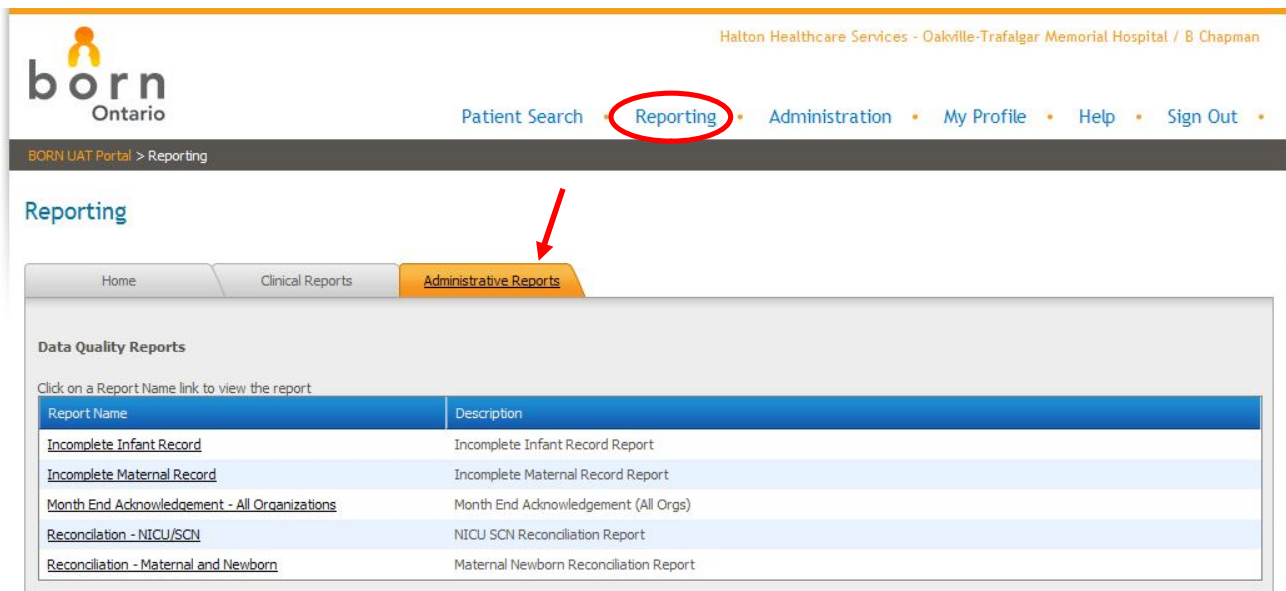 Halton Healthcare Services - Oakville-Trafalgar Memorial Hospital / B Chapman
born
Ontario
Patient Search • Reporting • Administration • My Profile • Help • Sign Out •
BORN UAT Portal > Reporting
Reporting
Home Clinical Reports Administrative Reports
Data Quality Reports
Click on a Report Name link to view the report
Report Name Description
Incomplete Infant Record Incomplete Infant Record Report
Incomplete Maternal Record Incomplete Maternal Record Report
Month End Acknowledgement - All Organizations Month End Acknowledgement (All Orgs)
Reconcilation - NICU/SCN NICU SCN Reconciliation Report
Reconciliation - Maternal and Newborn Maternal Newborn Reconciliation Report